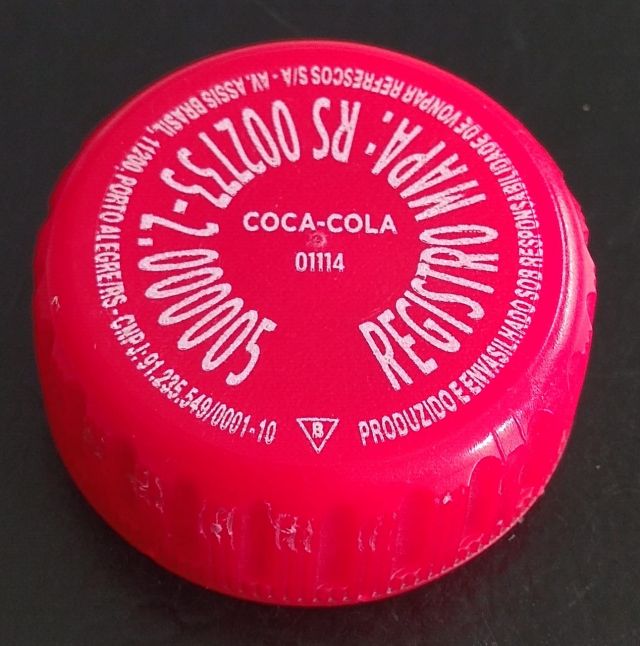 COCA-COLA
01114
REGISTRO MAPA: RS 002733-2.000005
PRODUZIDO E ENVASILHADO SOB RESPONSABILIDADE DE VONPAR REFRESCOS S/A - AV. ASSIS BRASIL, 11200, PORTO ALEGRE/RS - CNPJ: 91.235.549/0001-10
B